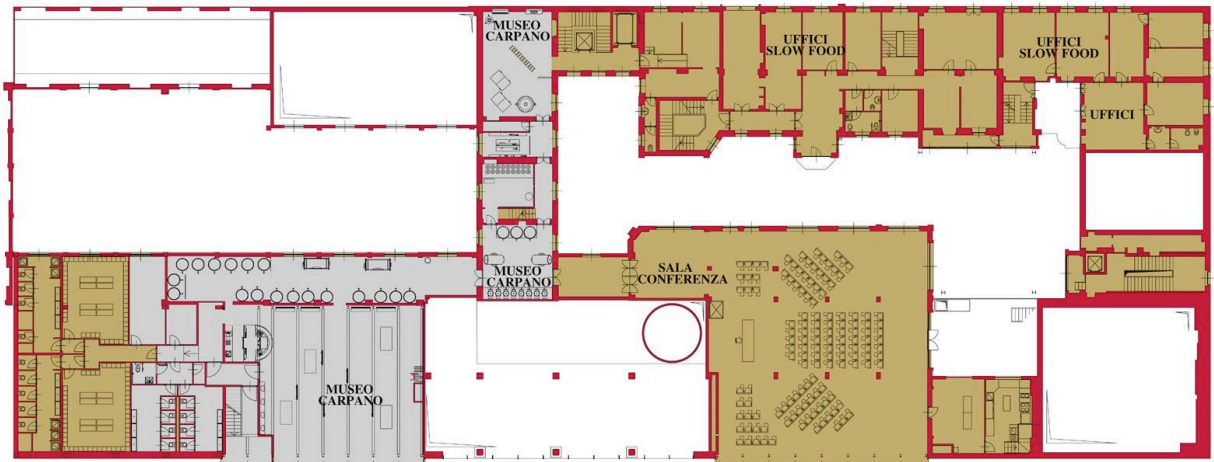 MUSEO
CARPANO
UFFICI
SLOW FOOD
UFFICI
SLOW FOOD
UFFICI
MUSEO
CARPANO
SALA
CONFERENZA
MUSEO
CARPANO